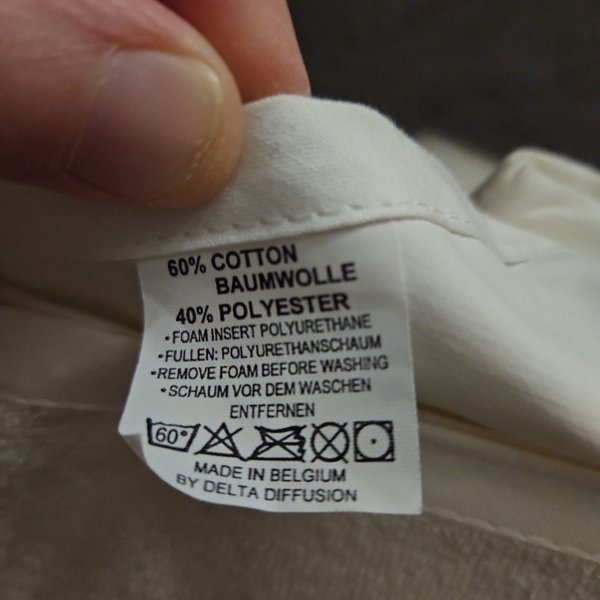 60% COTTON
BAUMWOLLE
40% POLYESTER
•FOAM INSERT POLYURETHANE
•FULLEN: POLYURETHANSCHAUM
•REMOVE FOAM BEFORE WASHING
•SCHAUM VOR DEM WASCHEN
ENTFERNEN
60°
MADE IN BELGIUM
BY DELTA DIFFUSION